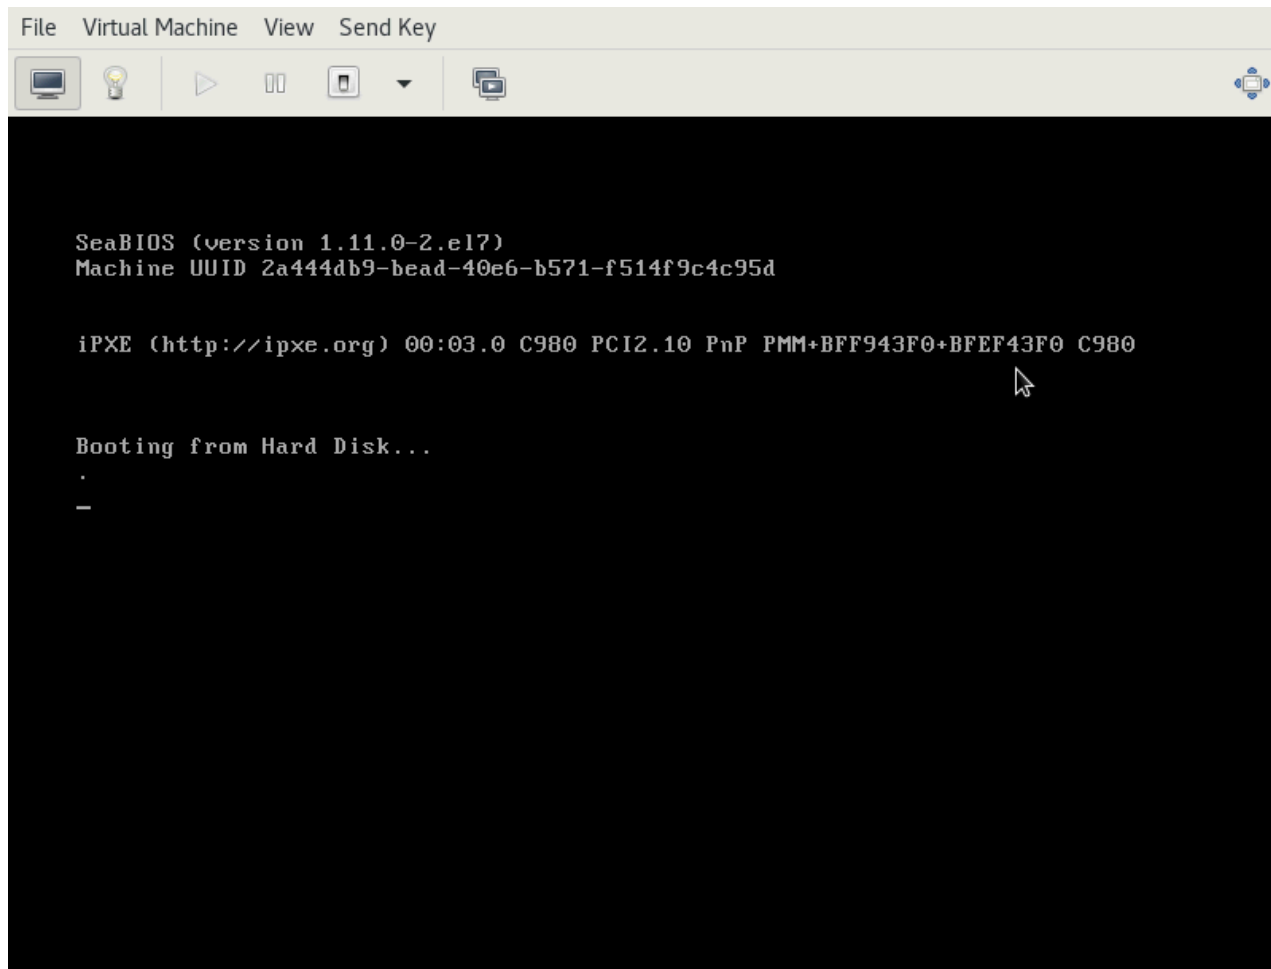 File Virtual Machine View Send Key
SeaBIOS (version 1.11.0-2.el7)
Machine UUID 2a444db9-bead-40e6-b571-f514f9c4c95d
iPXE (http://ipxe.org) 00:03.0 C980 PCI2.10 PnP PMM+BFF943F0+BFEF43F0 C980
Booting from Hard Disk...
.
_